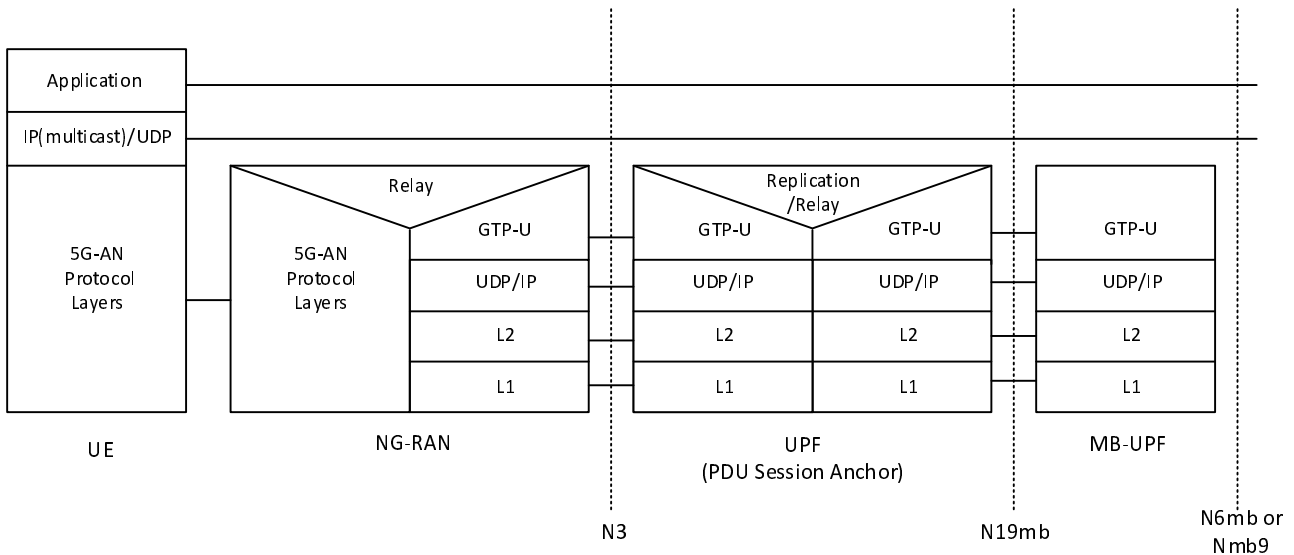 Application
IP(multicast)/UDP
5G-AN
Protocol
Layers
UE
Relay
5G-AN
Protocol
Layers
GTP-U
UDP/IP
L2
L1
NG-RAN
N3
Replication
/Relay
GTP-U
GTP-U
UDP/IP
UDP/IP
L2
L2
L1
L1
UPF
(PDU Session Anchor)
N19mb
GTP-U
UDP/IP
L2
L1
MB-UPF
N6mb or
Nmb9